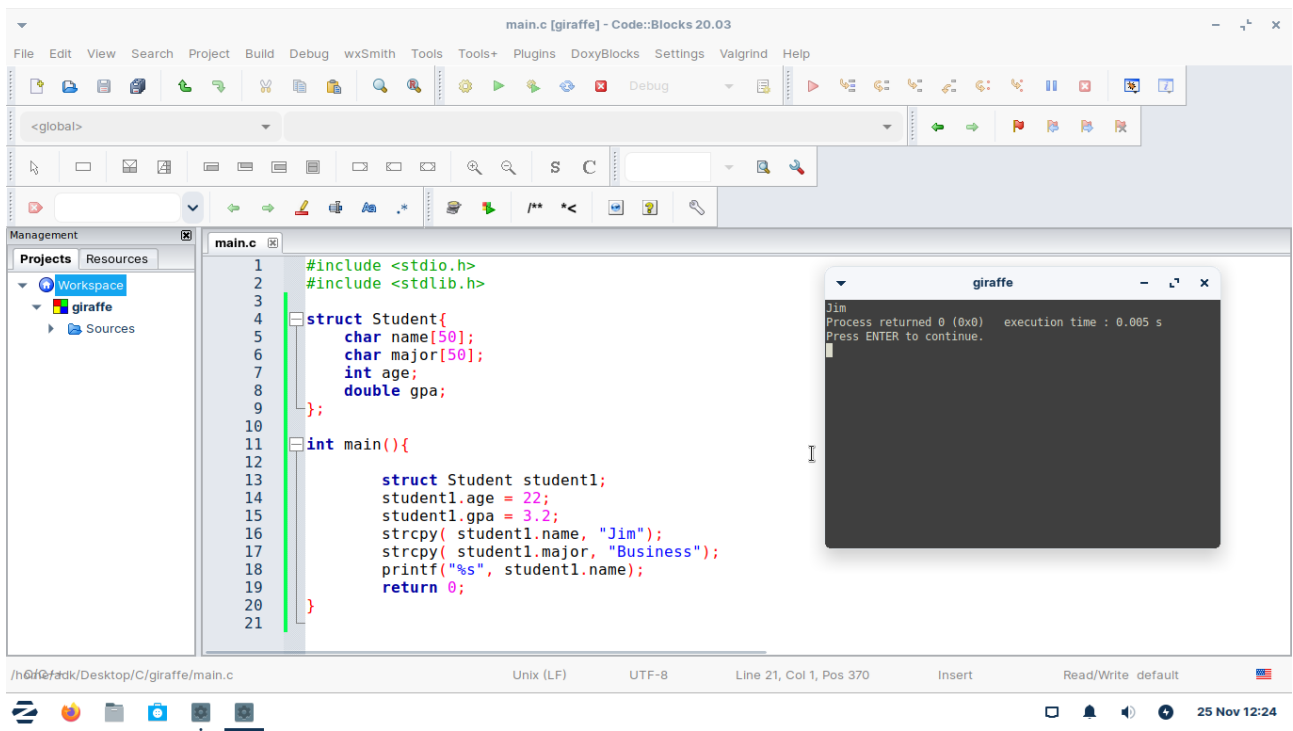 main.c [giraffe] - Code::Blocks 20.03
File Edit View Search Project Build Debug wxSmith Tools Tools+ Plugins DoxyBlocks Settings Valgrind Help
Debug
<global>
S C
.* /** *<
Management
Projects Resources
Workspace
giraffe
Sources
main.c
1 #include <stdio.h>
2 #include <stdlib.h>
3
4 struct Student{
5 char name[50];
6 char major[50];
7 int age;
8 double gpa;
9 };
10
11 int main(){
12
13 struct Student student1;
14 student1.age = 22;
15 student1.gpa = 3.2;
16 strcpy( student1.name, "Jim");
17 strcpy( student1.major, "Business");
18 printf("%s", student1.name);
19 return 0;
20 }
21
giraffe
Jim
Process returned 0 (0x0) execution time : 0.005 s
Press ENTER to continue.
/Desktop/C/giraffe/main.c Unix (LF) UTF-8 Line 21, Col 1, Pos 370 Insert Read/Write default
25 Nov 12:24